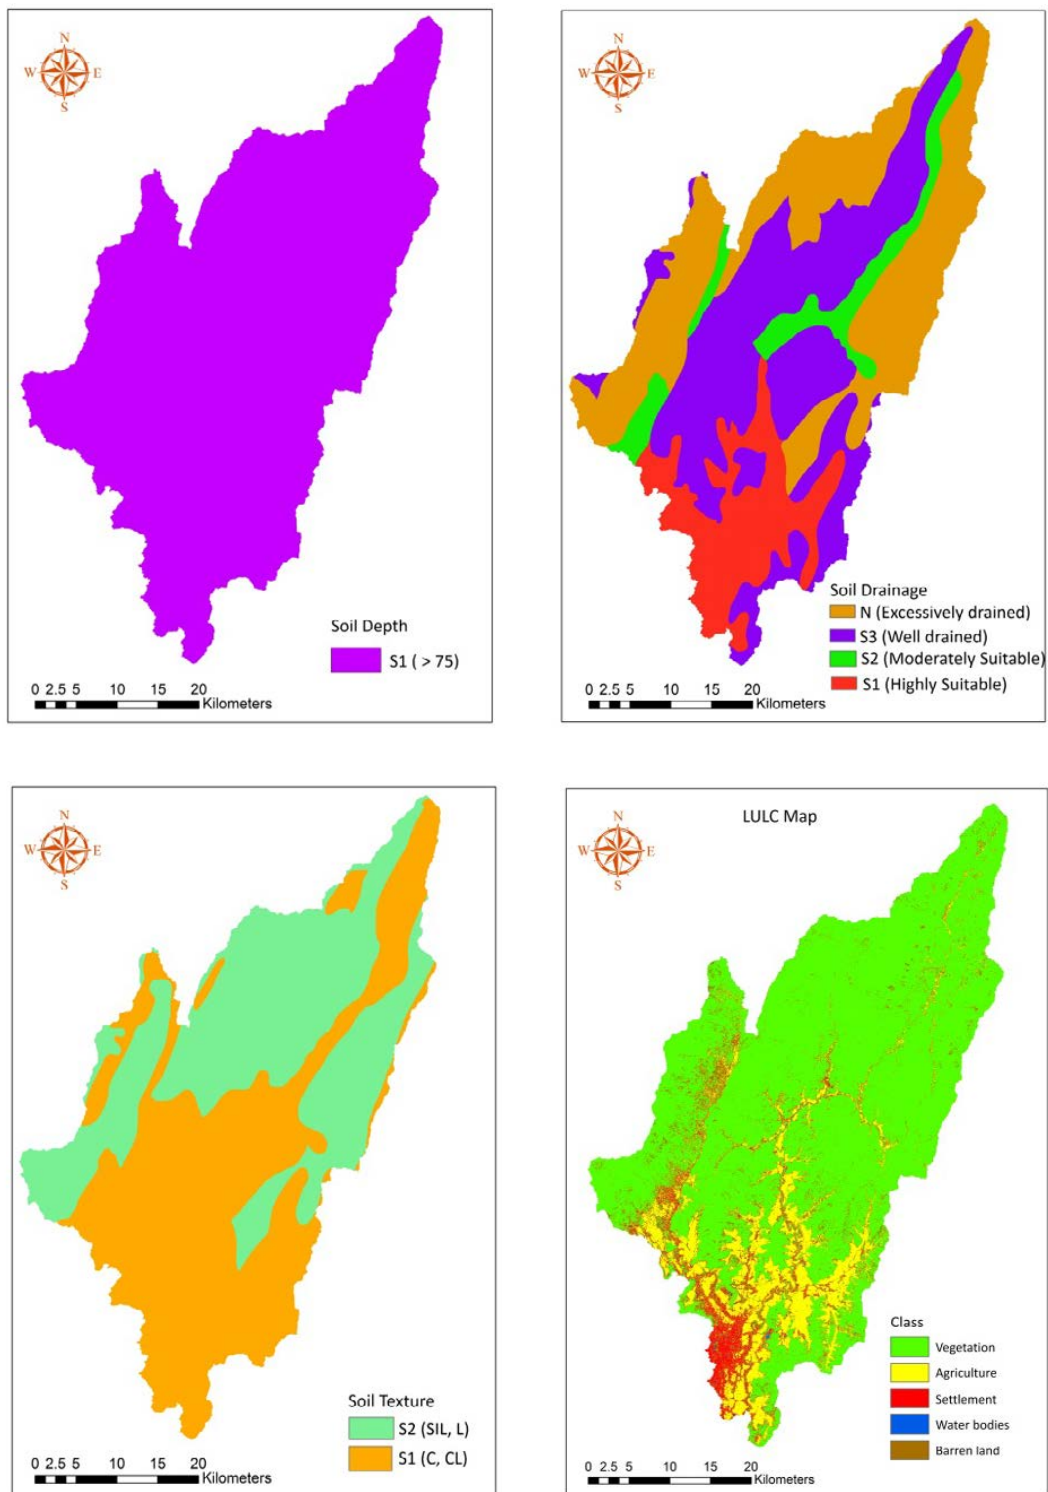 N
W E
S
Soil Depth
S1 ( > 75)
0 2.5 5 10 15 20
Kilometers
N
W E
S
Soil Drainage
N (Excessively drained)
S3 (Well drained)
S2 (Moderately Suitable)
S1 (Highly Suitable)
0 2.5 5 10 15 20
Kilometers
N
W E
S
Soil Texture
S2 (SIL, L)
S1 (C, CL)
0 2.5 5 10 15 20
Kilometers
LULC Map
N
W E
S
Class
Vegetation
Agriculture
Settlement
Water bodies
Barren land
0 2.5 5 10 15 20
Kilometers